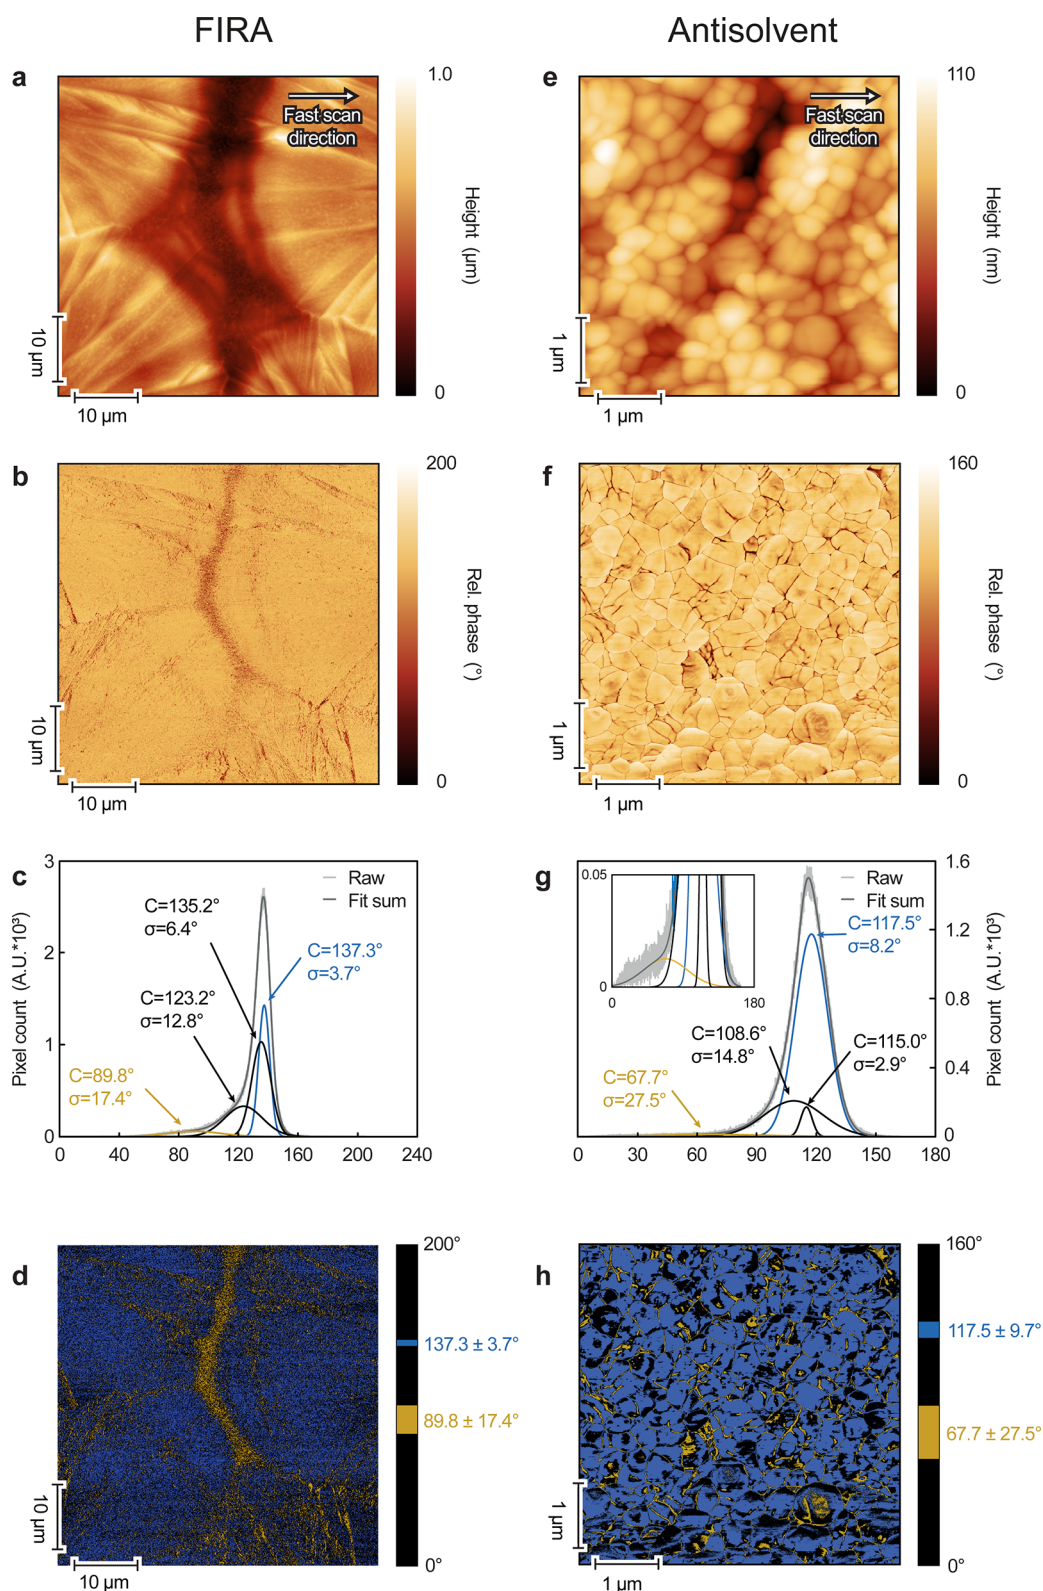 FIRA
Antisolvent
a
1.0
Fast scan
direction
Height (µm)
10 µm
0
10 µm
e
110
Fast scan
direction
Height (nm)
1 µm
0
1 µm
b
200
Rel. phase (°)
10 µm
0
10 µm
f
160
Rel. phase (°)
1 µm
0
1 µm
c
3
Raw
Fit sum
C=135.2°
σ=6.4°
C=137.3°
σ=3.7°
2
C=123.2°
σ=12.8°
Pixel count (A.U.*10³)
1
C=89.8°
σ=17.4°
0
0 40 80 120 160 200 240
g
1.6
0.05
Raw
Fit sum
C=117.5°
σ=8.2°
1.2
0
0 180
0.8
Pixel count (A.U.*10³)
C=108.6°
σ=14.8°
C=115.0°
σ=2.9°
0.4
C=67.7°
σ=27.5°
0
0 30 60 90 120 150 180
d
200°
137.3 ± 3.7°
89.8 ± 17.4°
10 µm
0°
10 µm
h
160°
117.5 ± 9.7°
67.7 ± 27.5°
1 µm
0°
1 µm